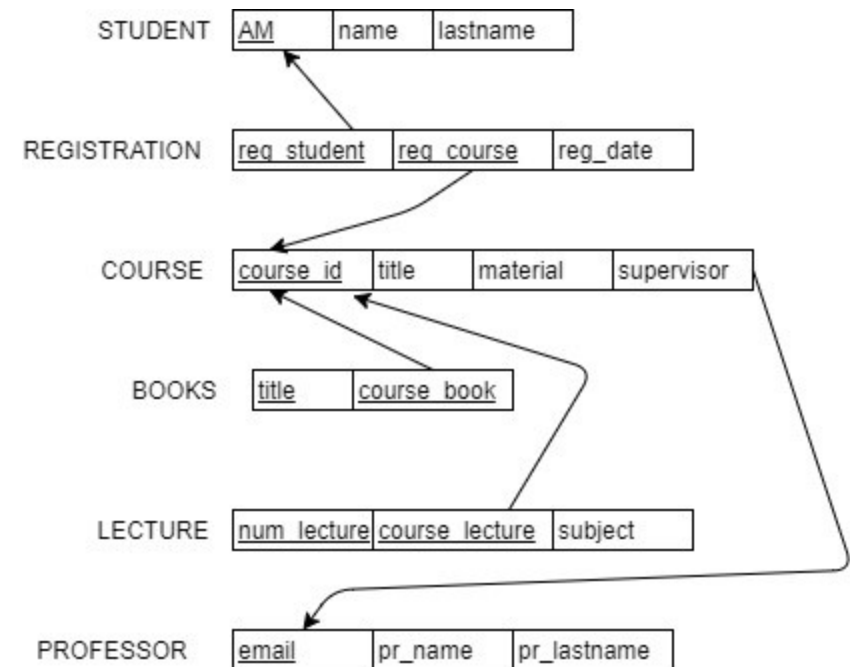 STUDENT AM name lastname
REGISTRATION reg_student reg_course reg_date
COURSE course_id title material supervisor
BOOKS title course_book
LECTURE num_lecture course_lecture subject
PROFESSOR email pr_name pr_lastname